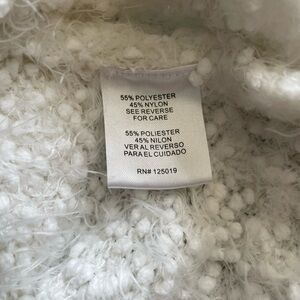 55% POLYESTER
45% NYLON
SEE REVERSE
FOR CARE
55% POLIESTER
45% NILON
VER AL REVERSO
PARA EL CUIDADO
RN# 125019